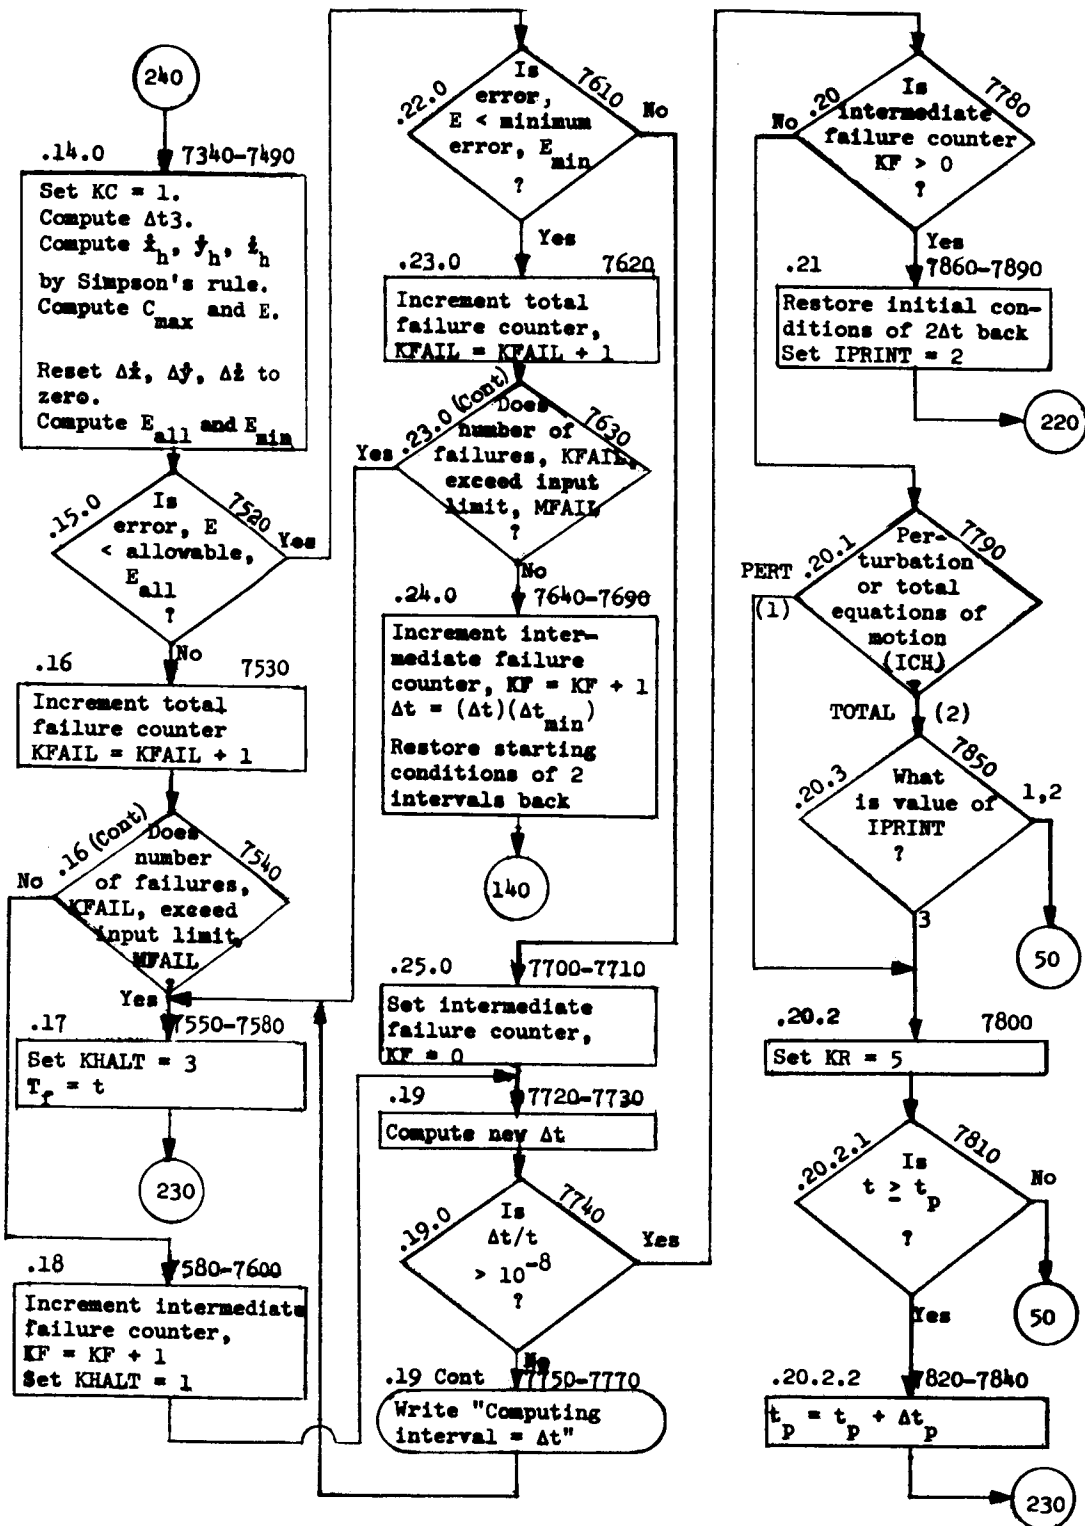 240
.14.0 7340-7490
Set KC = 1.
Compute Δt3.
Compute ẋh, ẏh, żh
by Simpson's rule.
Compute Cmax and E.
Reset Δẋ, Δẏ, Δż to
zero.
Compute Eall and Emin
.15.0
7520
Is
error, E
< allowable,
Eall
?
Yes
No
.16 7530
Increment total
failure counter
KFAIL = KFAIL + 1
.16 (Cont)
7540
Does
number
of failures,
KFAIL, exceed
input limit,
MFAIL
?
No
Yes
.17 7550-7580
Set KHALT = 3
Tf = t
230
.18 7580-7600
Increment intermediate
failure counter,
KF = KF + 1
Set KHALT = 1
.22.0
7610
Is
error,
E < minimum
error, Emin
?
No
Yes
.23.0 7620
Increment total
failure counter,
KFAIL = KFAIL + 1
.23.0 (Cont)
7630
Does
number of
failures, KFAIL,
exceed input
limit, MFAIL
?
Yes
No
.24.0 7640-7690
Increment inter-
mediate failure
counter, KF = KF + 1
Δt = (Δt)(Δtmin)
Restore starting
conditions of 2
intervals back
140
.25.0 7700-7710
Set intermediate
failure counter,
KF = 0
.19 7720-7730
Compute new Δt
.19.0
7740
Is
Δt/t
> 10⁻⁸
?
Yes
No
.19 Cont 7750-7770
Write "Computing
interval = Δt"
.20
7780
Is
intermediate
failure counter
KF > 0
?
No
Yes
.21 7860-7890
Restore initial con-
ditions of 2Δt back
Set IPRINT = 2
220
.20.1
7790
Per-
turbation
or total
equations of
motion
(ICH)
PERT
(1)
TOTAL (2)
.20.3
7850
What
is value of
IPRINT
?
1,2
50
3
.20.2 7800
Set KR = 5
.20.2.1
7810
Is
t ≥ tp
?
No
50
Yes
.20.2.2 7820-7840
tp = tp + Δtp
230